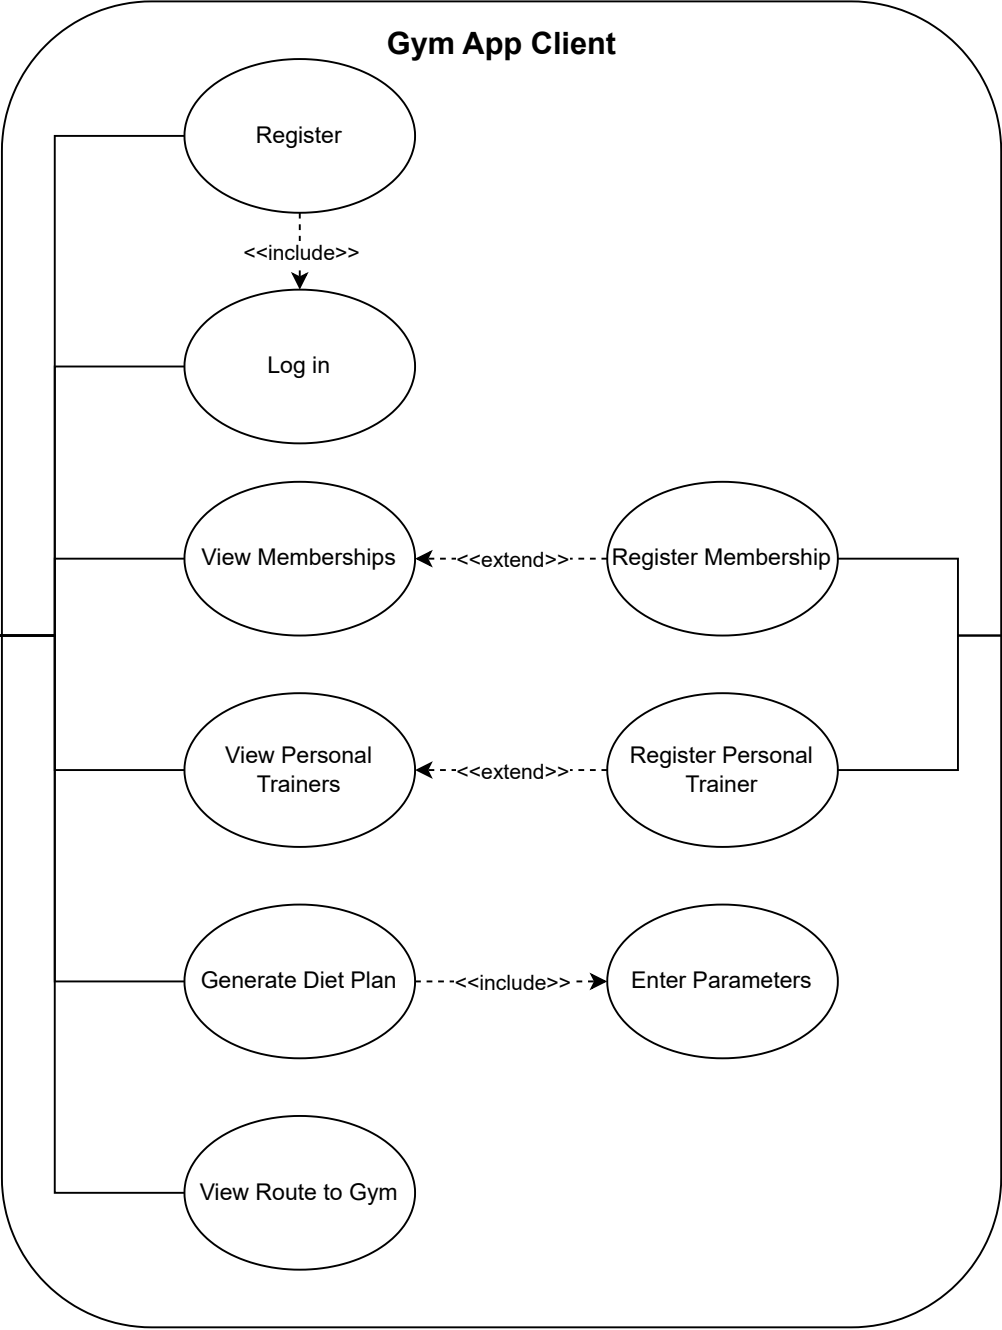 Gym App Client
Register
<<include>>
Log in
View Memberships
<<extend>>
Register Membership
View Personal
Trainers
<<extend>>
Register Personal
Trainer
Generate Diet Plan
<<include>>
Enter Parameters
View Route to Gym